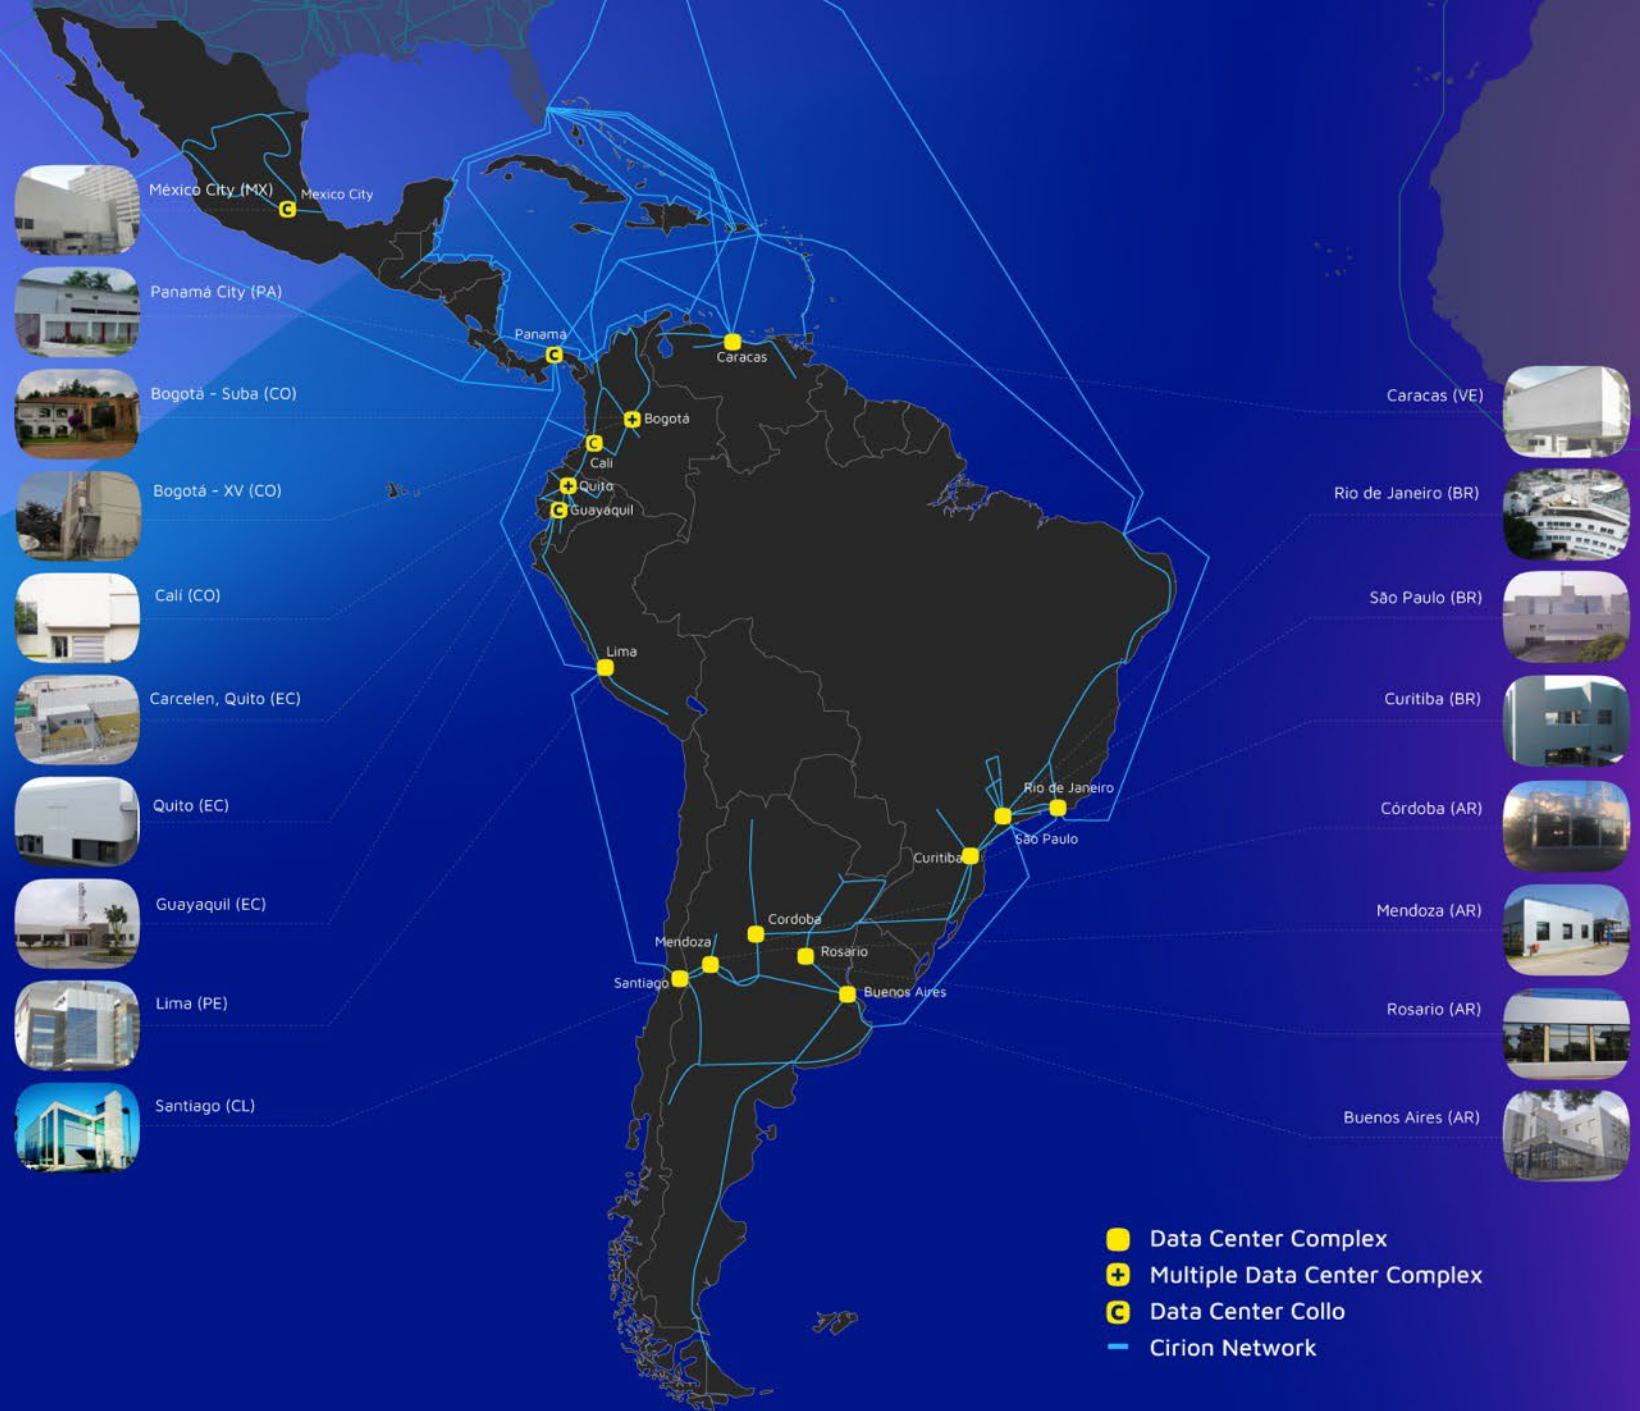 México City (MX)
Panamá City (PA)
Bogotá - Suba (CO)
Bogotá - XV (CO)
Calí (CO)
Carcelen, Quito (EC)
Quito (EC)
Guayaquil (EC)
Lima (PE)
Santiago (CL)
Mexico City
Panamá
Caracas
Bogotá
Cali
Quito
Guayaquil
Lima
Rio de Janeiro
São Paulo
Curitiba
Cordoba
Mendoza
Rosario
Santiago
Buenos Aires
Caracas (VE)
Rio de Janeiro (BR)
São Paulo (BR)
Curitiba (BR)
Córdoba (AR)
Mendoza (AR)
Rosario (AR)
Buenos Aires (AR)
Data Center Complex
+ Multiple Data Center Complex
C Data Center Collo
Cirion Network